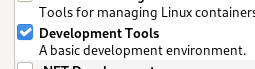 Tools for managing Linux containers
Development Tools
A basic development environment.